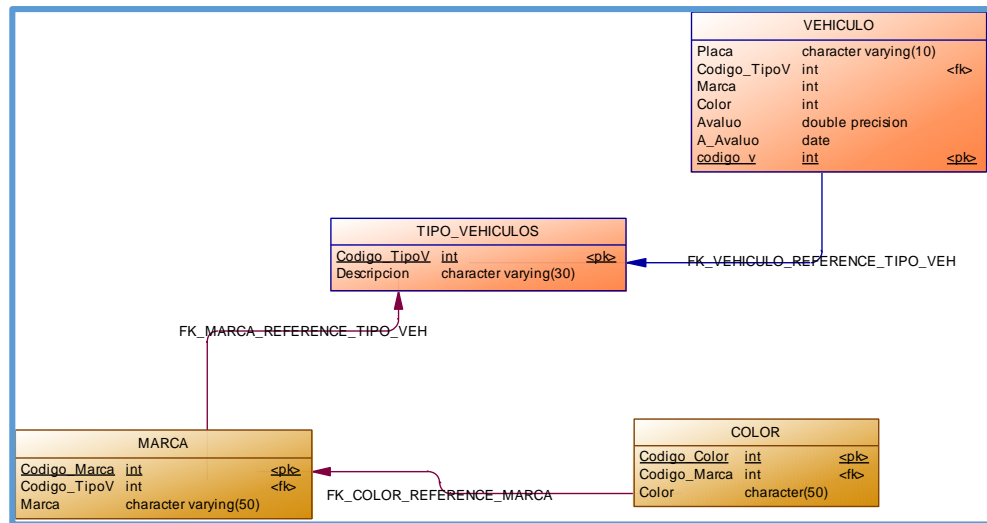 VEHICULO
Placa character varying(10)
Codigo_TipoV int <fk>
Marca int
Color int
Avaluo double precision
A_Avaluo date
codigo_v int <pk>
TIPO_VEHICULOS
Codigo_TipoV int <pk>
Descripcion character varying(30)
FK_VEHICULO_REFERENCE_TIPO_VEH
FK_MARCA_REFERENCE_TIPO_VEH
MARCA
Codigo_Marca int <pk>
Codigo_TipoV int <fk>
Marca character varying(50)
FK_COLOR_REFERENCE_MARCA
COLOR
Codigo_Color int <pk>
Codigo_Marca int <fk>
Color character(50)